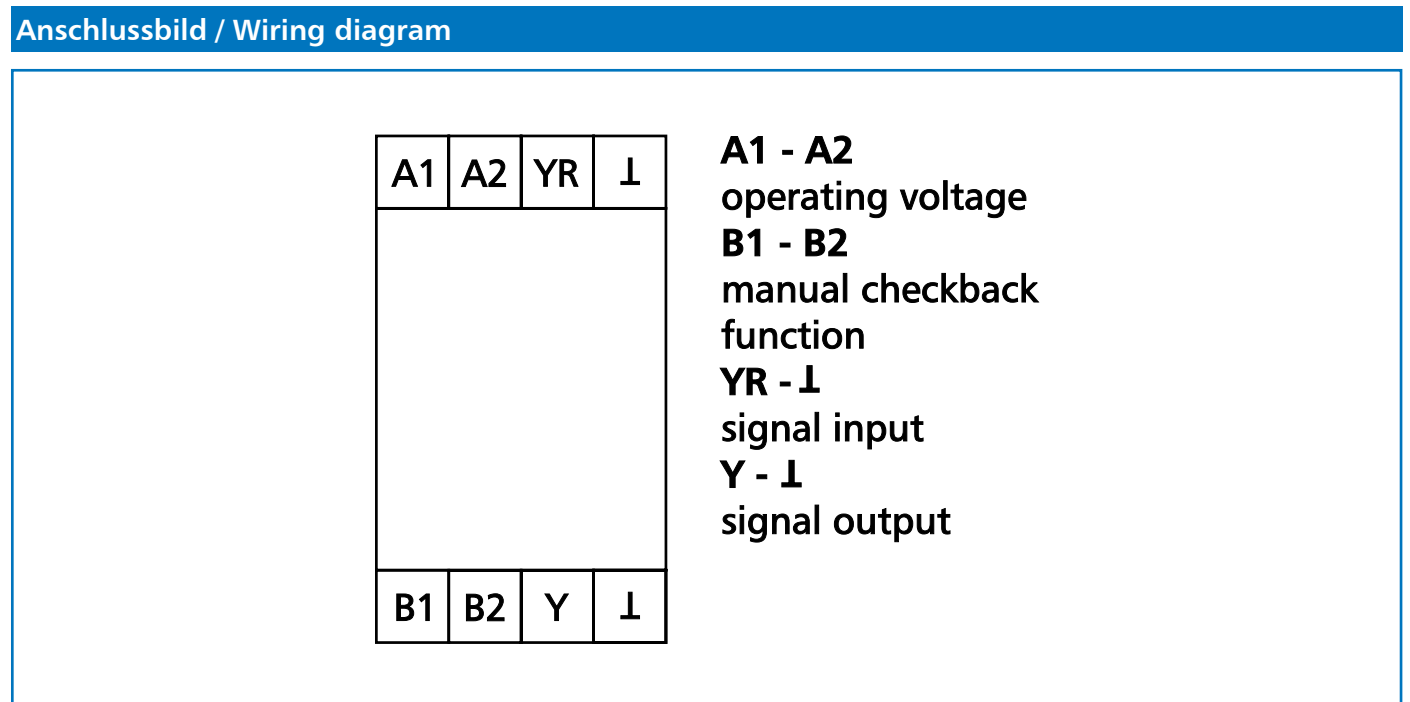 Anschlussbild / Wiring diagram
A1 A2 YR ⊥
A1 - A2
operating voltage
B1 - B2
manual checkback
function
YR - ⊥
signal input
Y - ⊥
signal output
B1 B2 Y ⊥